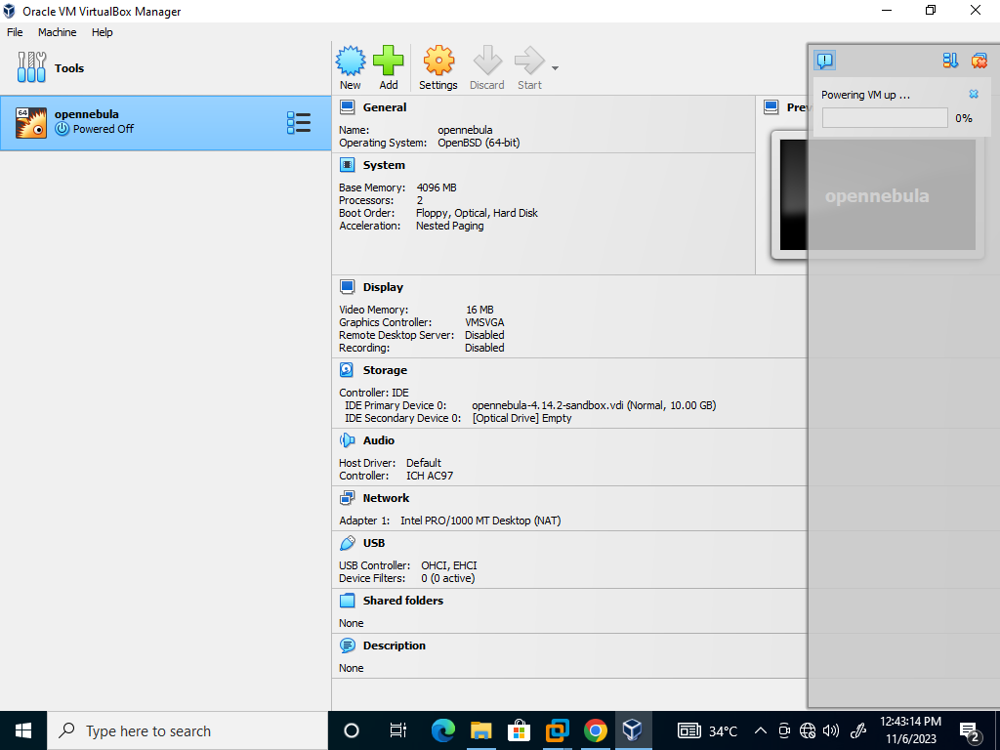 Oracle VM VirtualBox Manager
File Machine Help
Tools
New Add Settings Discard Start
64
opennebula
Powered Off
General
Name: opennebula
Operating System: OpenBSD (64-bit)
System
Base Memory: 4096 MB
Processors: 2
Boot Order: Floppy, Optical, Hard Disk
Acceleration: Nested Paging
Display
Video Memory: 16 MB
Graphics Controller: VMSVGA
Remote Desktop Server: Disabled
Recording: Disabled
Storage
Controller: IDE
IDE Primary Device 0: opennebula-4.14.2-sandbox.vdi (Normal, 10.00 GB)
IDE Secondary Device 0: [Optical Drive] Empty
Audio
Host Driver: Default
Controller: ICH AC97
Network
Adapter 1: Intel PRO/1000 MT Desktop (NAT)
USB
USB Controller: OHCI, EHCI
Device Filters: 0 (0 active)
Shared folders
None
Description
None
Prev
opennebula
Powering VM up ...
0%
Type here to search
34°C
12:43:14 PM
11/6/2023
2